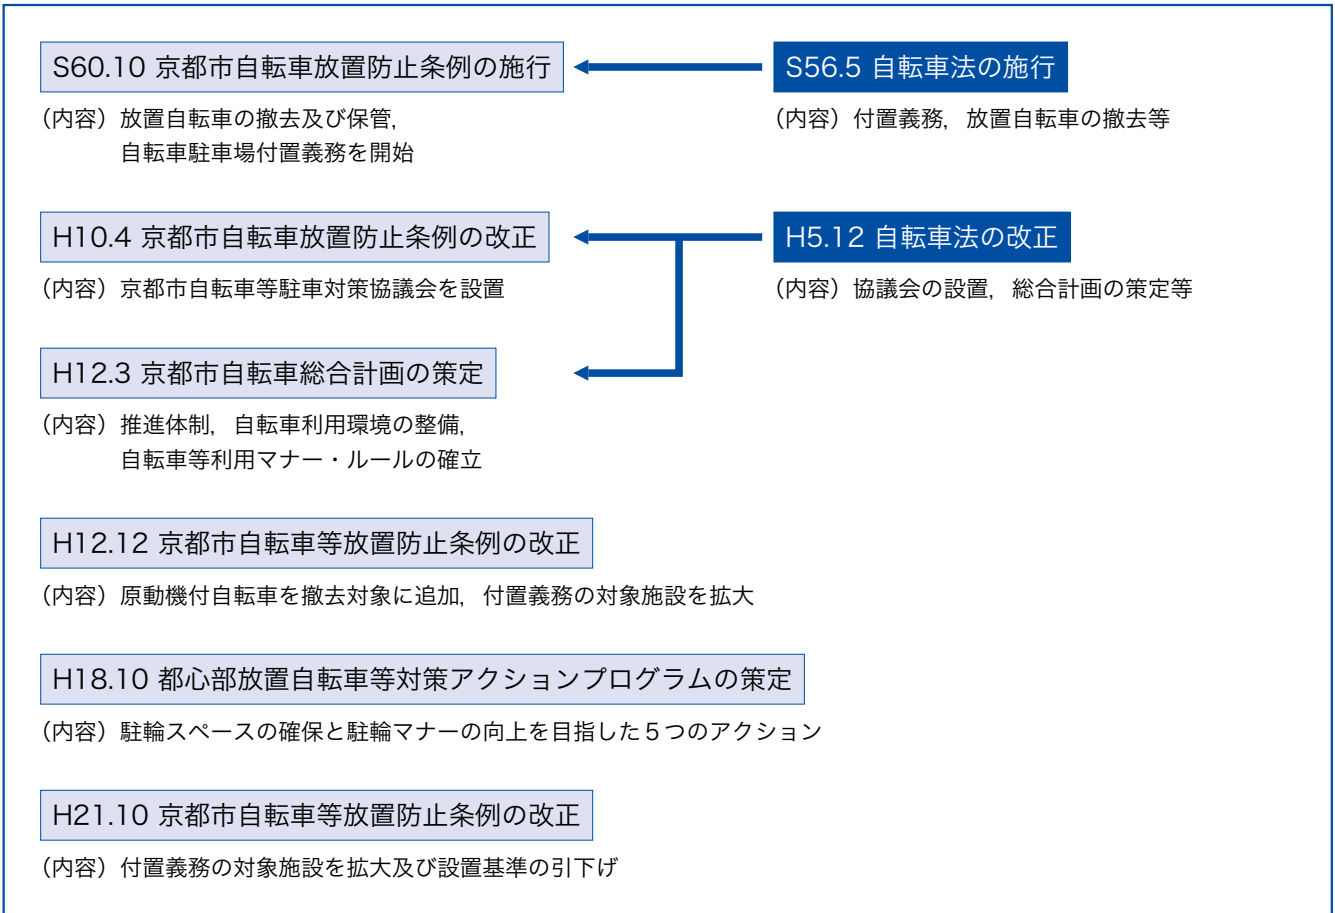 S60.10 京都市自転車放置防止条例の施行
S56.5 自転車法の施行
（内容）放置自転車の撤去及び保管，
自転車駐車場付置義務を開始
（内容）付置義務，放置自転車の撤去等
H10.4 京都市自転車放置防止条例の改正
H5.12 自転車法の改正
（内容）京都市自転車等駐車対策協議会を設置
（内容）協議会の設置，総合計画の策定等
H12.3 京都市自転車総合計画の策定
（内容）推進体制，自転車利用環境の整備，
自転車等利用マナー・ルールの確立
H12.12 京都市自転車等放置防止条例の改正
（内容）原動機付自転車を撤去対象に追加，付置義務の対象施設を拡大
H18.10 都心部放置自転車等対策アクションプログラムの策定
（内容）駐輪スペースの確保と駐輪マナーの向上を目指した５つのアクション
H21.10 京都市自転車等放置防止条例の改正
（内容）付置義務の対象施設を拡大及び設置基準の引下げ